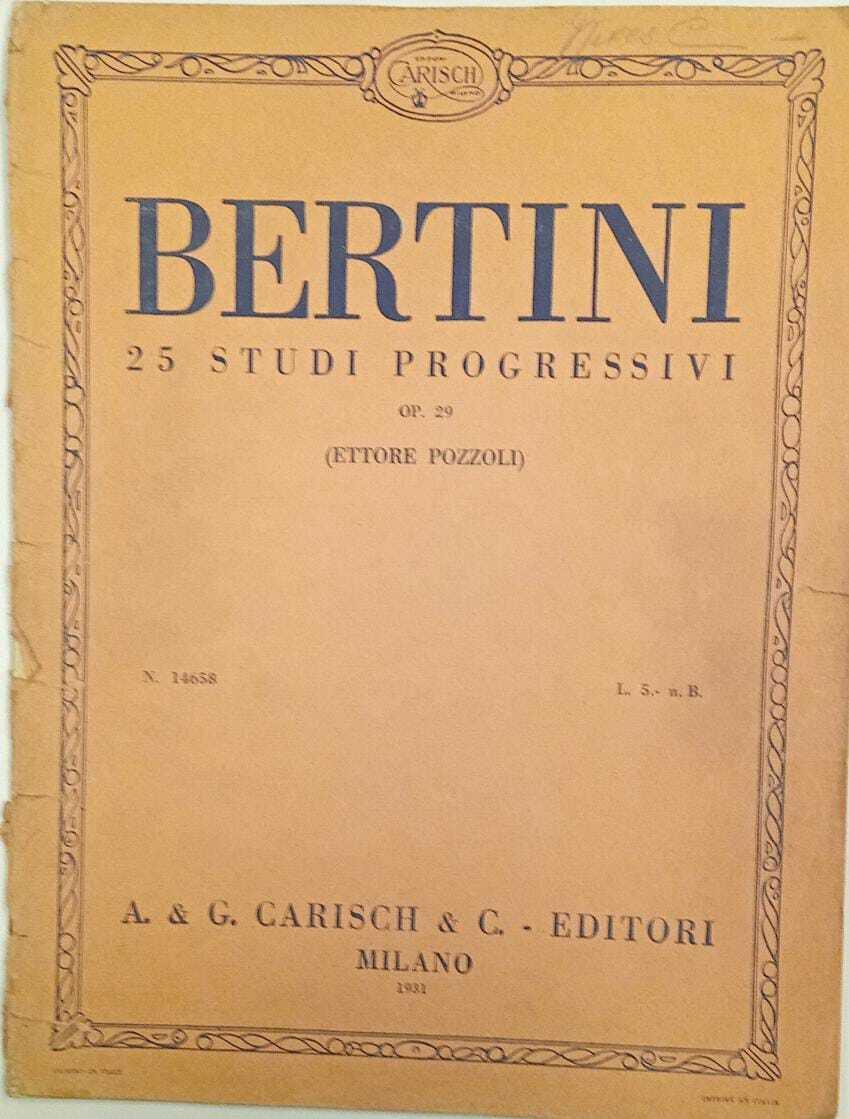 CARISCH
BERTINI
25 STUDI PROGRESSIVI
OP. 29
(ETTORE POZZOLI)
N. 14658
L. 5.- n. B.
A. & G. CARISCH & C. - EDITORI
MILANO
1931